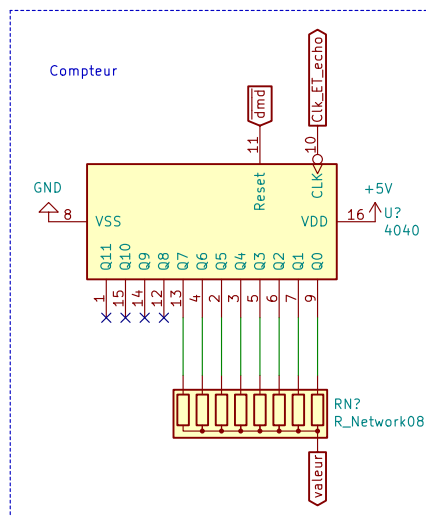 Compteur
dmd
Clk_ET_echo
11
10
GND
Reset
CLK
+5V
8
VSS
VDD
16
U?
4040
Q11
Q10
Q9
Q8
Q7
Q6
Q5
Q4
Q3
Q2
Q1
Q0
1
15
14
12
13
4
2
3
5
6
7
9
RN?
R_Network08
valeur